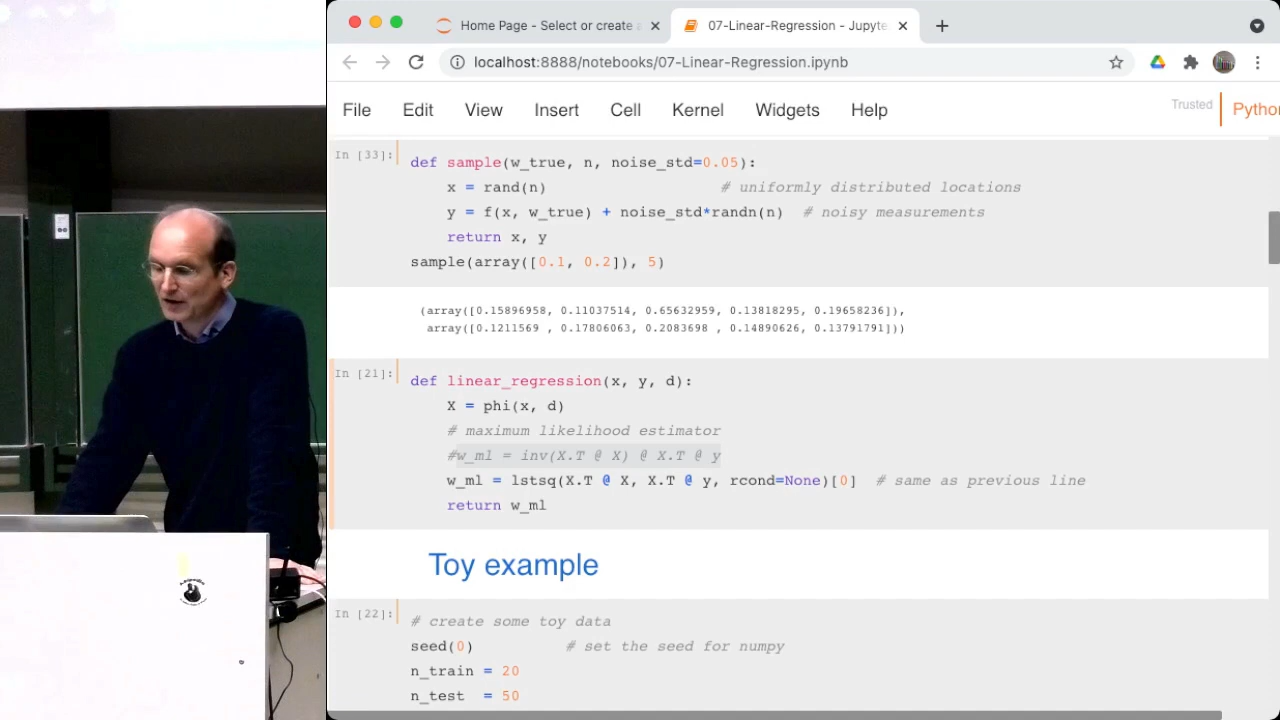 Home Page - Select or create a
07-Linear-Regression - Jupyte
localhost:8888/notebooks/07-Linear-Regression.ipynb
File Edit View Insert Cell Kernel Widgets Help
Trusted
Pytho
In [33]:
def sample(w_true, n, noise_std=0.05):
x = rand(n) # uniformly distributed locations
y = f(x, w_true) + noise_std*randn(n) # noisy measurements
return x, y
sample(array([0.1, 0.2]), 5)
(array([0.15896958, 0.11037514, 0.65632959, 0.13818295, 0.19658236]),
array([0.1211569 , 0.17806063, 0.2083698 , 0.14890626, 0.13791791]))
In [21]:
def linear_regression(x, y, d):
X = phi(x, d)
# maximum likelihood estimator
#w_ml = inv(X.T @ X) @ X.T @ y
w_ml = lstsq(X.T @ X, X.T @ y, rcond=None)[0] # same as previous line
return w_ml
Toy example
In [22]:
# create some toy data
seed(0) # set the seed for numpy
n_train = 20
n_test = 50